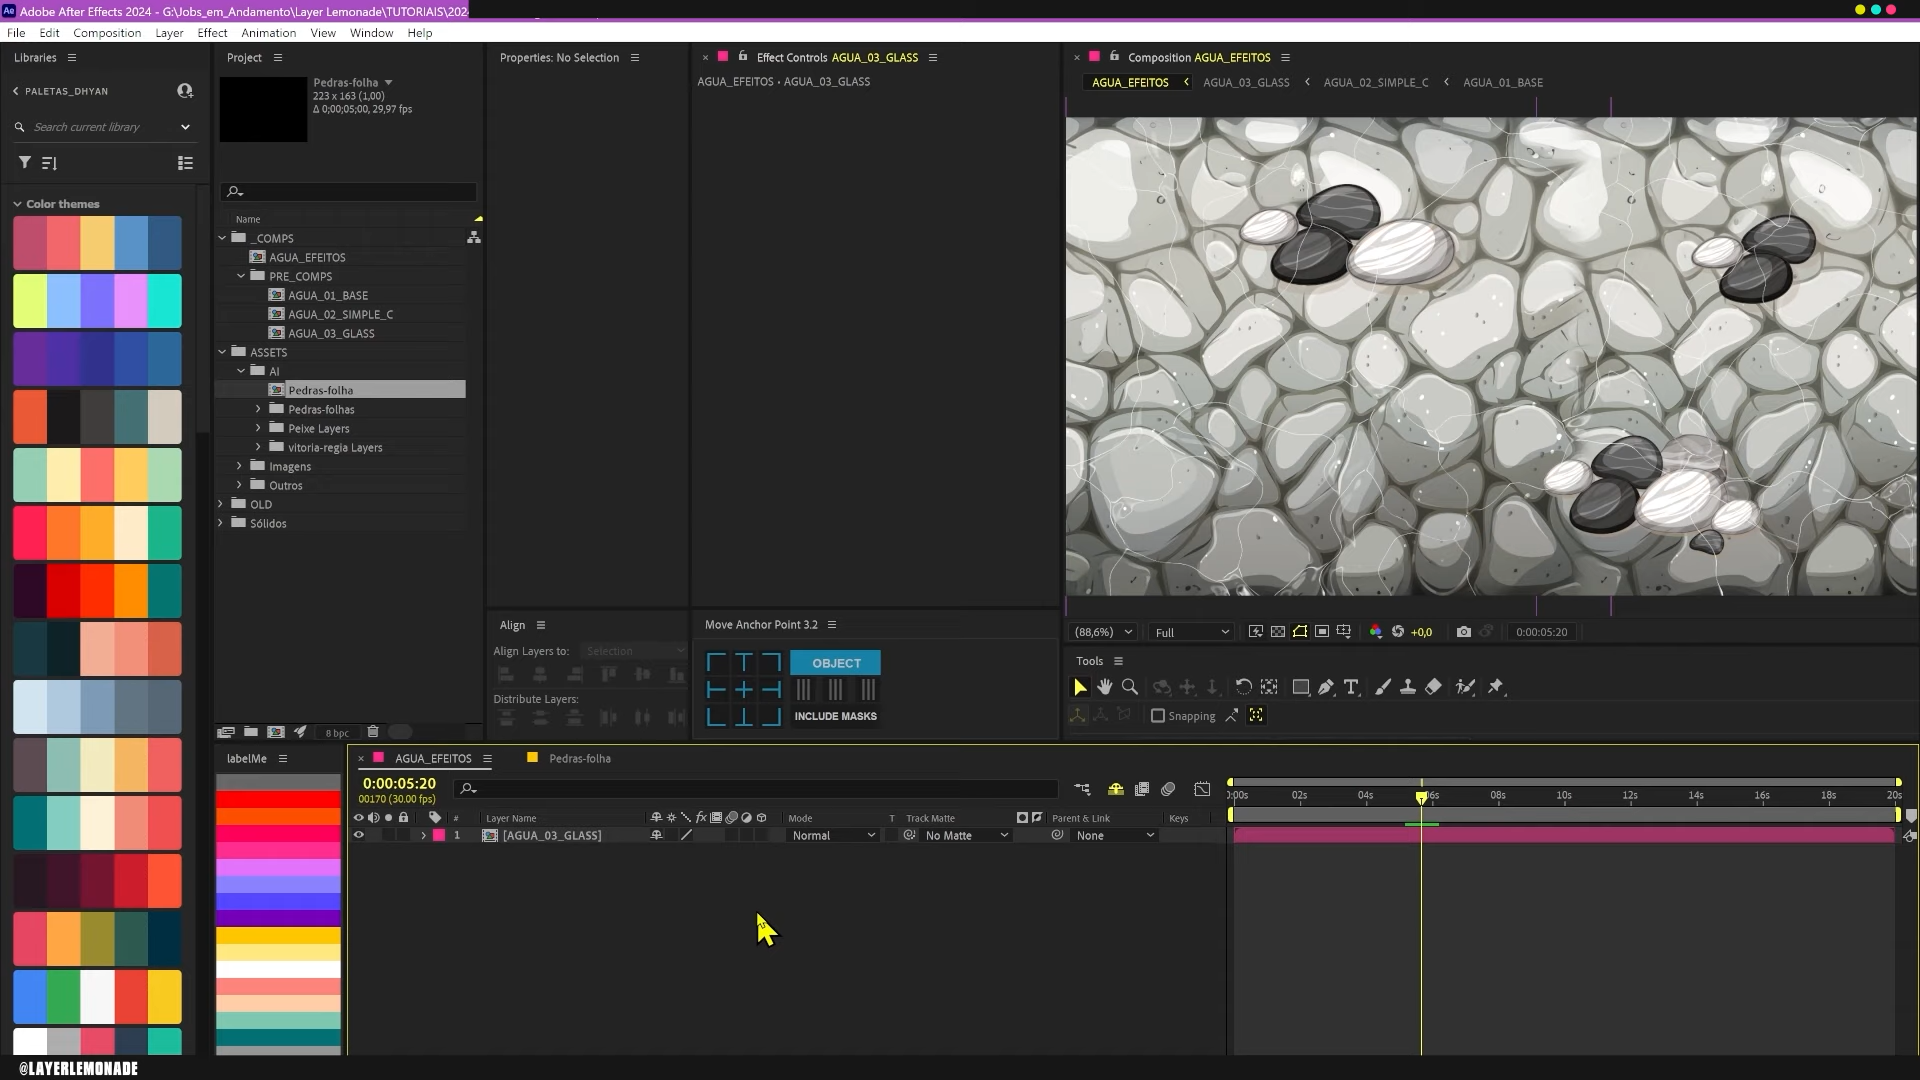 Adobe After Effects 2024 - G:\Jobs_em_Andamento\Layer Lemonade\TUTORIAIS\2024
File Edit Composition Layer Effect Animation View Window Help
Libraries
PALETAS_DHYAN
Search current library
Color themes
Project
Pedras-folha
223 x 163 (1,00)
Δ 0;00;05;00, 29,97 fps
Name
_COMPS
AGUA_EFEITOS
PRE_COMPS
AGUA_01_BASE
AGUA_02_SIMPLE_C
AGUA_03_GLASS
ASSETS
AI
Pedras-folha
Pedras-folhas
Peixe Layers
vitoria-regia Layers
Imagens
Outros
OLD
Sólidos
8 bpc
Properties: No Selection
Effect Controls AGUA_03_GLASS
AGUA_EFEITOS • AGUA_03_GLASS
Align
Align Layers to: Selection
Distribute Layers:
Move Anchor Point 3.2
OBJECT
INCLUDE MASKS
Composition AGUA_EFEITOS
AGUA_EFEITOS AGUA_03_GLASS AGUA_02_SIMPLE_C AGUA_01_BASE
(88,6%) Full +0,0 0:00:05:20
Tools
Snapping
labelMe
AGUA_EFEITOS Pedras-folha
0:00:05:20
00170 (30.00 fps)
0:00s 02s 04s 06s 08s 10s 12s 14s 16s 18s 20s
# Layer Name fx Mode T Track Matte Parent & Link Keys
1 [AGUA_03_GLASS] Normal No Matte None
@LAYERLEMONADE